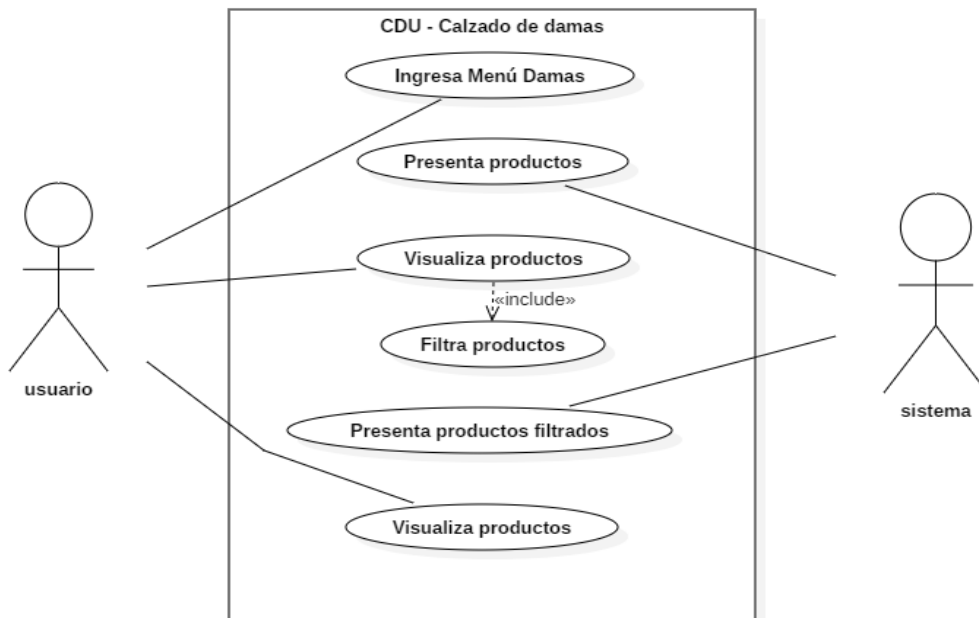 CDU - Calzado de damas
Ingresa Menú Damas
Presenta productos
Visualiza productos
«include»
Filtra productos
usuario
sistema
Presenta productos filtrados
Visualiza productos